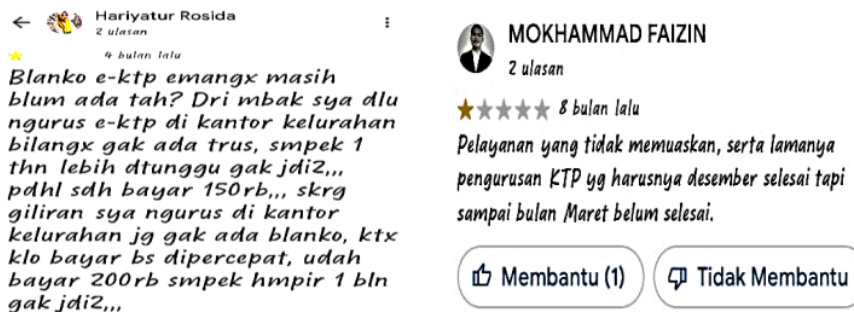 Hariyatur Rosida
2 ulasan
4 bulan lalu
Blanko e-ktp emangx masih
blum ada tah? Dri mbak sya dlu
ngurus e-ktp di kantor kelurahan
bilangx gak ada trus, smpek 1
thn lebih dtunggu gak jdi2,,,
pdhl sdh bayar 150rb,,, skrg
giliran sya ngurus di kantor
kelurahan jg gak ada blanko, ktx
klo bayar bs dipercepat, udah
bayar 200rb smpek hmpir 1 bln
gak jdi2,,,
MOKHAMMAD FAIZIN
2 ulasan
8 bulan lalu
Pelayanan yang tidak memuaskan, serta lamanya
pengurusan KTP yg harusnya desember selesai tapi
sampai bulan Maret belum selesai.
Membantu (1)
Tidak Membantu